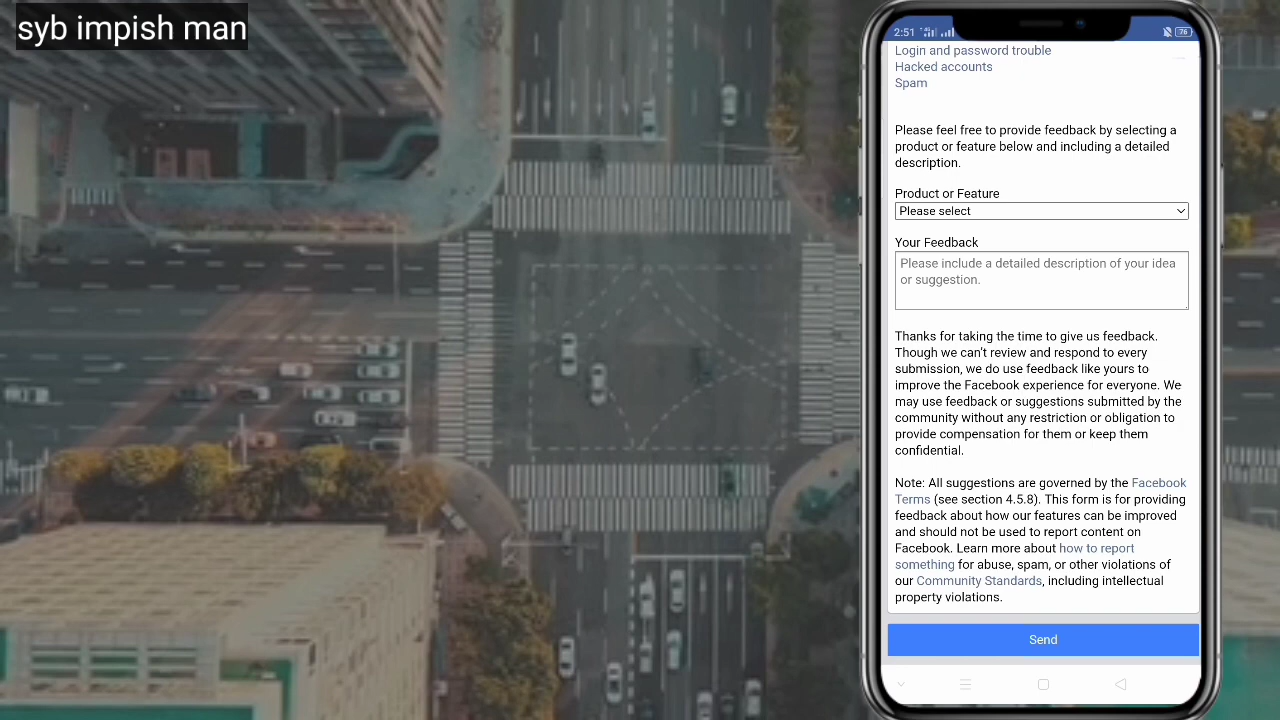 syb impish man
2:51
76
Login and password trouble
Hacked accounts
Spam
Please feel free to provide feedback by selecting a
product or feature below and including a detailed
description.
Product or Feature
Please select
Your Feedback
Please include a detailed description of your idea
or suggestion.
Thanks for taking the time to give us feedback.
Though we can't review and respond to every
submission, we do use feedback like yours to
improve the Facebook experience for everyone. We
may use feedback or suggestions submitted by the
community without any restriction or obligation to
provide compensation for them or keep them
confidential.
Note: All suggestions are governed by the Facebook
Terms (see section 4.5.8). This form is for providing
feedback about how our features can be improved
and should not be used to report content on
Facebook. Learn more about how to report
something for abuse, spam, or other violations of
our Community Standards, including intellectual
property violations.
Send